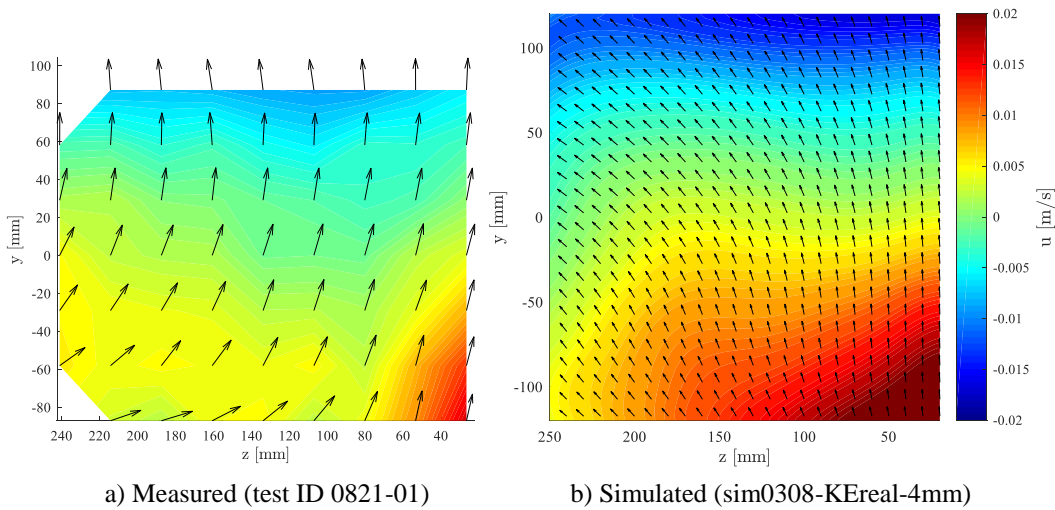 100
80
60
40
20
0
-20
-40
-60
-80
y [mm]
240 220 200 180 160 140 120 100 80 60 40
z [mm]
a) Measured (test ID 0821-01)
100
50
0
-50
-100
y [mm]
250 200 150 100 50
z [mm]
b) Simulated (sim0308-KEreal-4mm)
0.02
0.015
0.01
0.005
0
-0.005
-0.01
-0.015
-0.02
u [m/s]